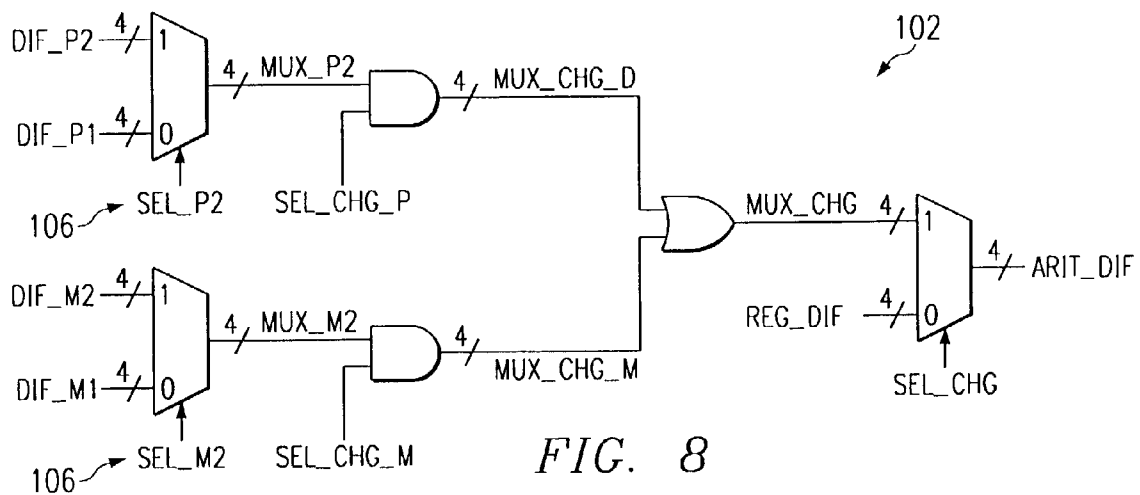 DIF_P2 4 1
4 MUX_P2
4 MUX_CHG_D
102
DIF_P1 4 0
SEL_P2
106
SEL_CHG_P
MUX_CHG 4 1
4 ARIT_DIF
REG_DIF 4 0
SEL_CHG
DIF_M2 4 1
4 MUX_M2
4 MUX_CHG_M
DIF_M1 4 0
SEL_M2
106
SEL_CHG_M
FIG. 8